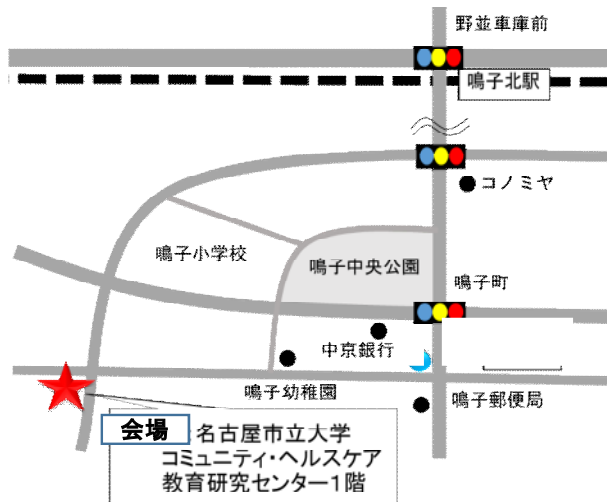 野並車庫前
鳴子北駅
コノミヤ
鳴子小学校
鳴子中央公園
鳴子町
中京銀行
鳴子幼稚園
鳴子郵便局
会場
名古屋市立大学
コミュニティ・ヘルスケア
教育研究センター1階